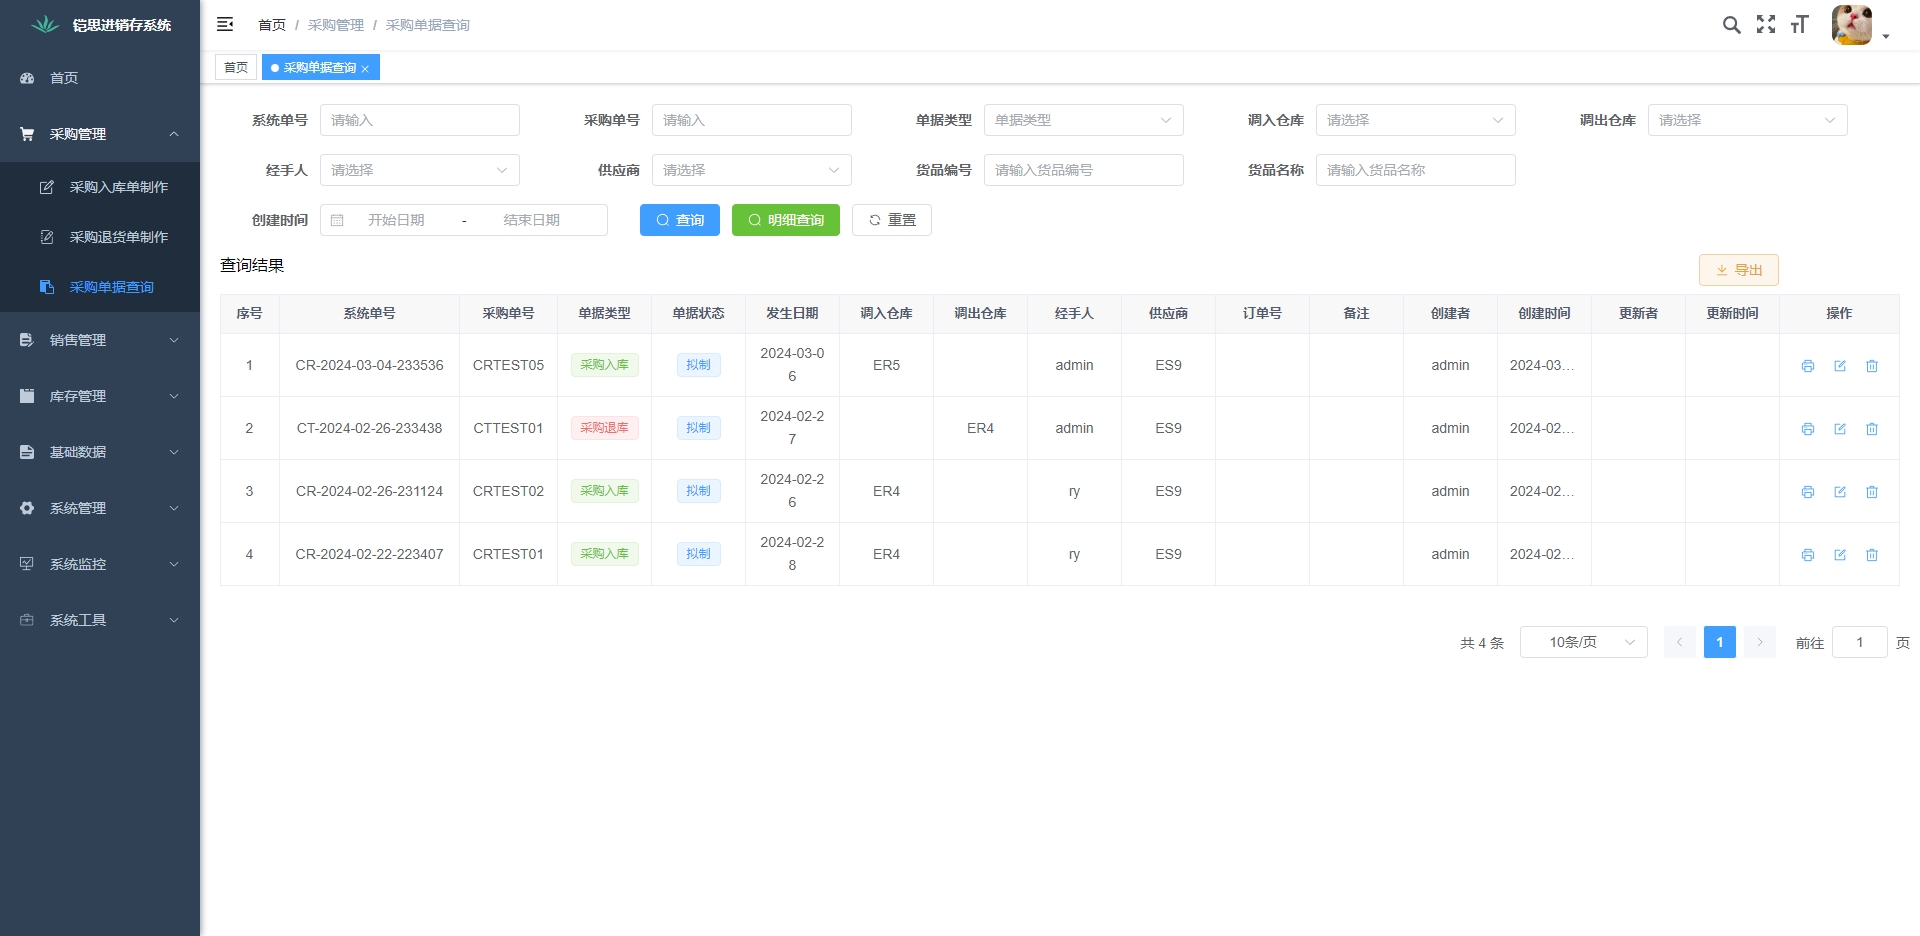 铠思进销存系统
首页 / 采购管理 / 采购单据查询
首页
采购单据查询
首页
采购管理
采购入库单制作
采购退货单制作
采购单据查询
销售管理
库存管理
基础数据
系统管理
系统监控
系统工具
系统单号 请输入 采购单号 请输入 单据类型 单据类型 调入仓库 请选择 调出仓库 请选择
经手人 请选择 供应商 请选择 货品编号 请输入货品编号 货品名称 请输入货品名称
创建时间 开始日期 - 结束日期 查询 明细查询 重置
查询结果 导出
序号 系统单号 采购单号 单据类型 单据状态 发生日期 调入仓库 调出仓库 经手人 供应商 订单号 备注 创建者 创建时间 更新者 更新时间 操作
1 CR-2024-03-04-233536 CRTEST05 采购入库 拟制 2024-03-06 ER5 admin ES9 admin 2024-03...
2 CT-2024-02-26-233438 CTTEST01 采购退库 拟制 2024-02-27 ER4 admin ES9 admin 2024-02...
3 CR-2024-02-26-231124 CRTEST02 采购入库 拟制 2024-02-26 ER4 ry ES9 admin 2024-02...
4 CR-2024-02-22-223407 CRTEST01 采购入库 拟制 2024-02-28 ER4 ry ES9 admin 2024-02...
共 4 条 10条/页 1 前往 1 页